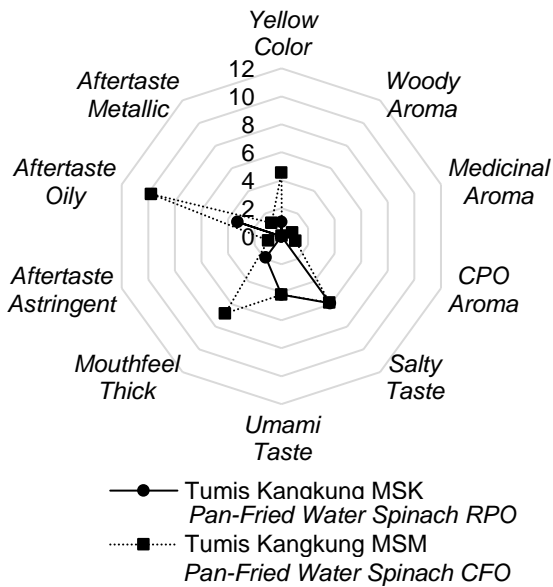 Yellow
Color
Aftertaste
Metallic
12
10
8
6
4
2
0
Woody
Aroma
Aftertaste
Oily
Medicinal
Aroma
Aftertaste
Astringent
CPO
Aroma
Mouthfeel
Thick
Salty
Taste
Umami
Taste
Tumis Kangkung MSK
Pan-Fried Water Spinach RPO
Tumis Kangkung MSM
Pan-Fried Water Spinach CFO